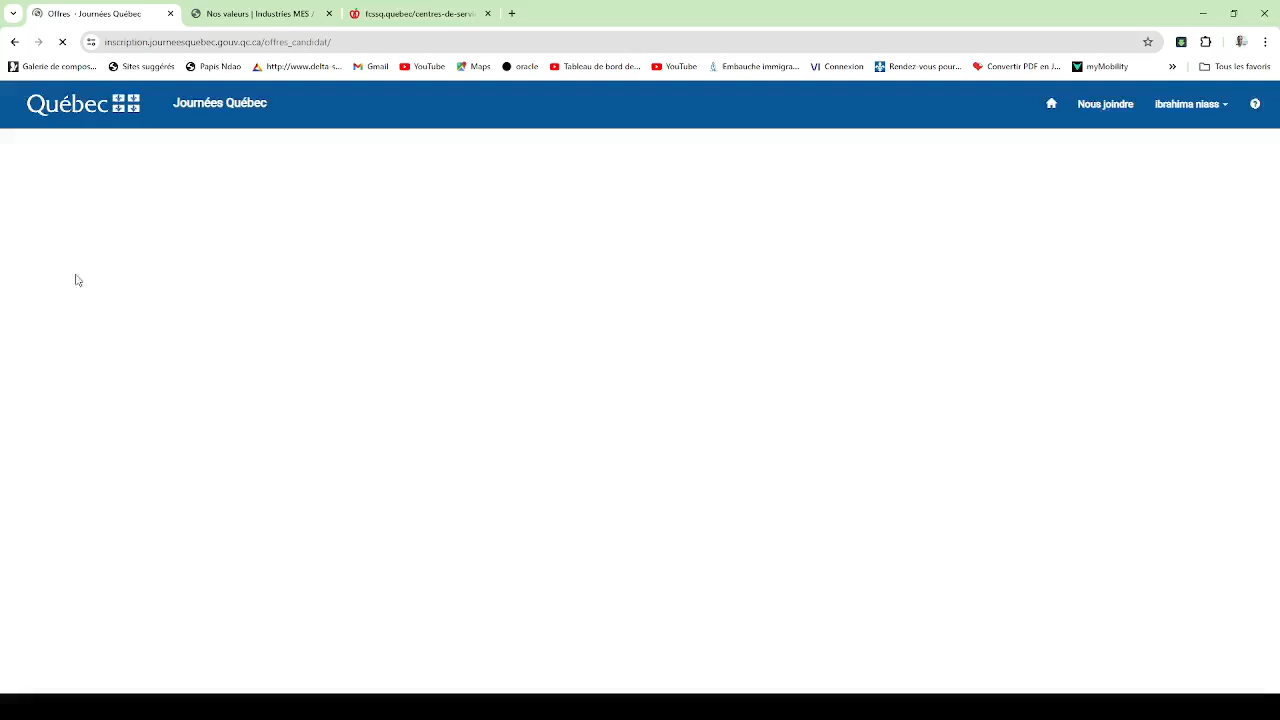 Offres · Journées Québec
Nos valeurs | Industries MES /
fcssq.quebec/centres-de-servi
inscription.journeesquebec.gouv.qc.ca/offres_candidat/
Galerie de compos... Sites suggérés Papis Ndao http://www.delta-s... Gmail YouTube Maps oracle Tableau de bord de... YouTube Embauche immigra... VI Connexion Rendez-vous pour... Convertir PDF en J... myMobility » Tous les favoris
Québec Journées Québec Nous joindre ibrahima niass